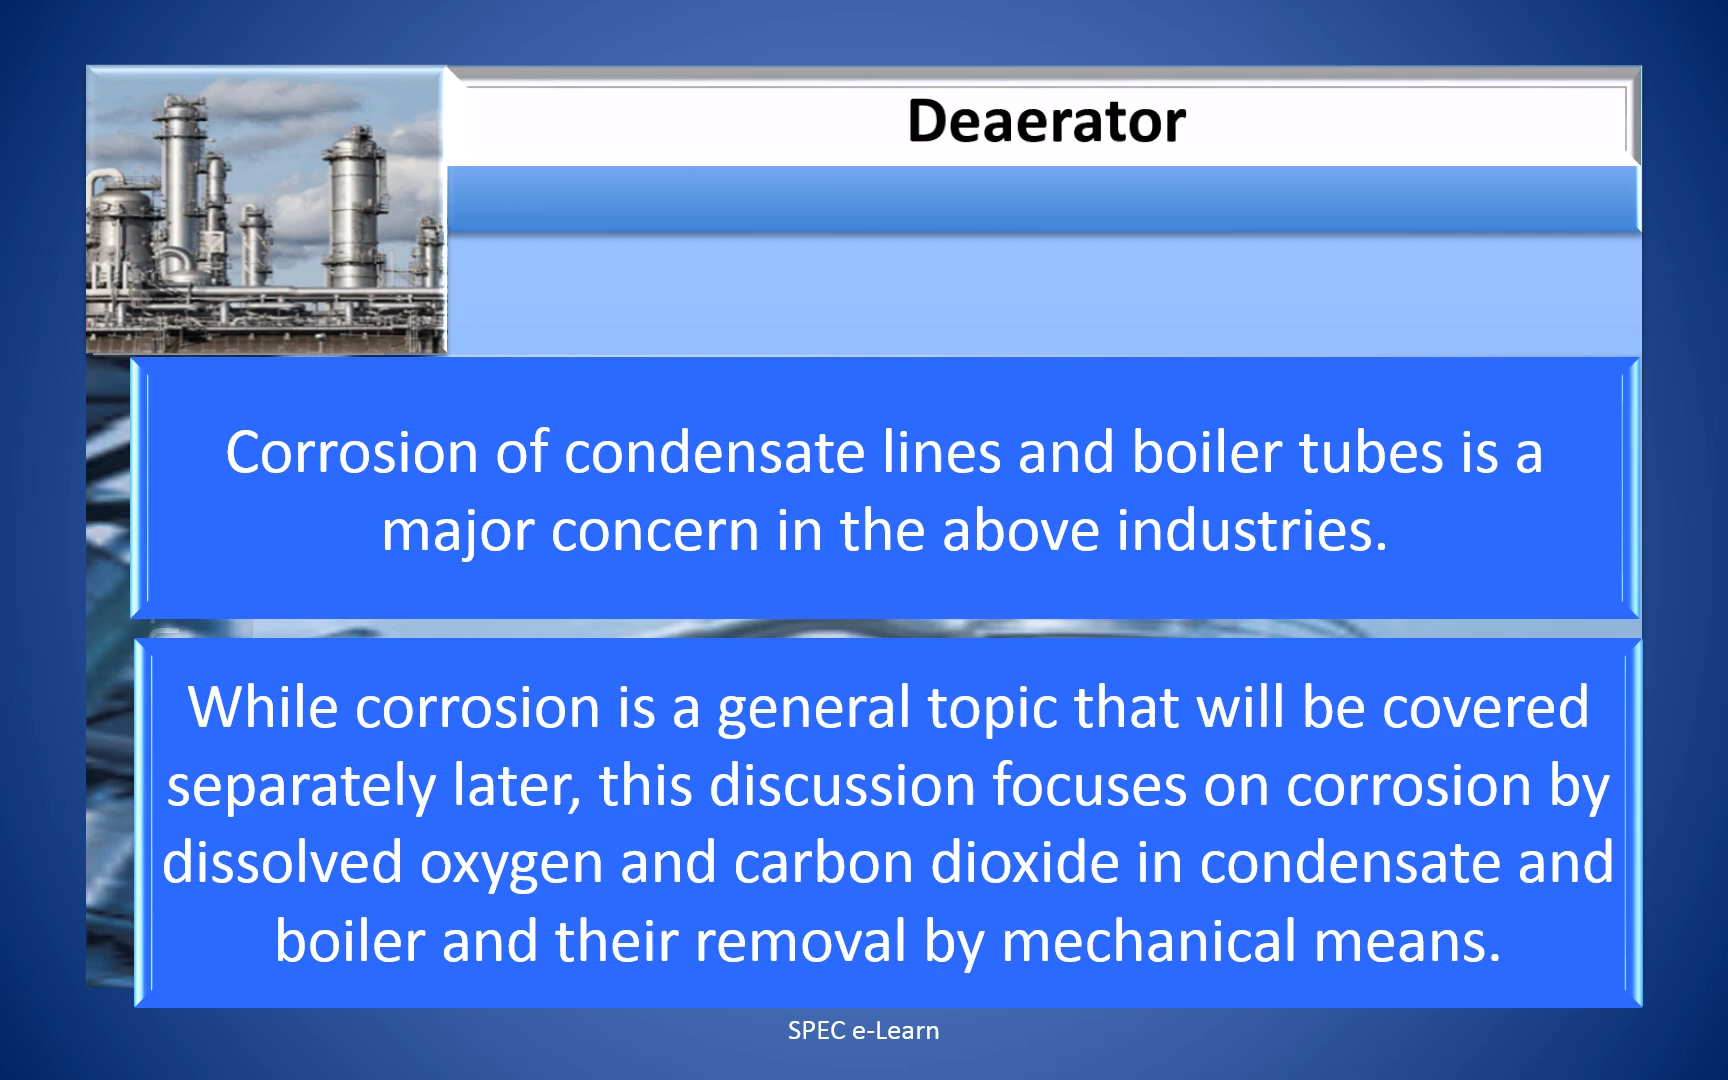 Deaerator
Corrosion of condensate lines and boiler tubes is a
major concern in the above industries.
While corrosion is a general topic that will be covered
separately later, this discussion focuses on corrosion by
dissolved oxygen and carbon dioxide in condensate and
boiler and their removal by mechanical means.
SPEC e-Learn